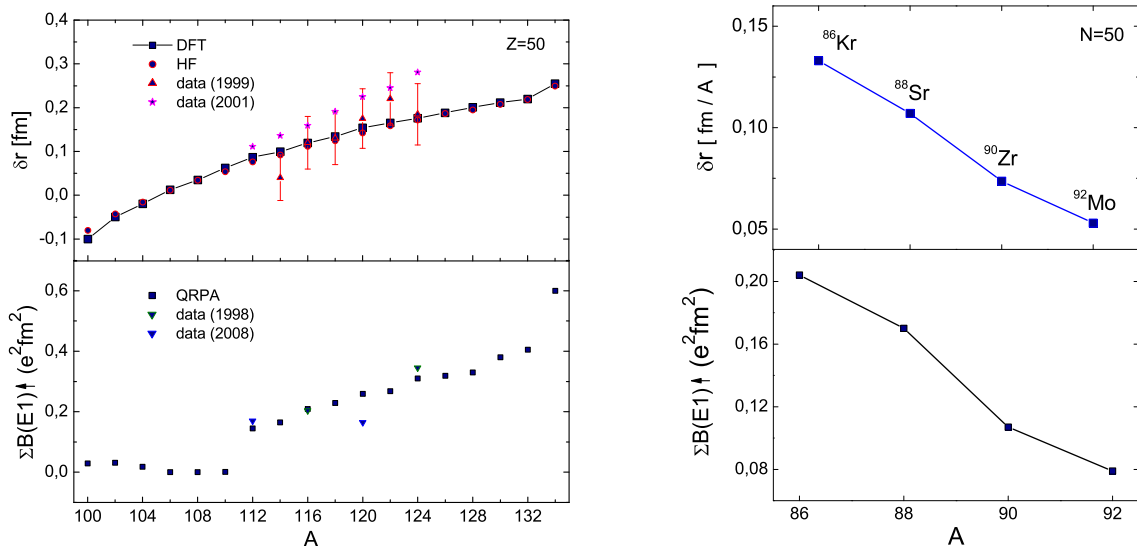 0,4
0,3
0,2
0,1
0,0
-0,1
δr [fm]
DFT
HF
data (1999)
data (2001)
Z=50
0,6
0,4
0,2
0,0
ΣB(E1)↑ (e²fm²)
QRPA
data (1998)
data (2008)
100 104 108 112 116 120 124 128 132
A
0,15
0,10
0,05
δr [fm / A]
N=50
⁸⁶Kr
⁸⁸Sr
⁹⁰Zr
⁹²Mo
0,20
0,16
0,12
0,08
ΣB(E1)↑ (e²fm²)
86 88 90 92
A